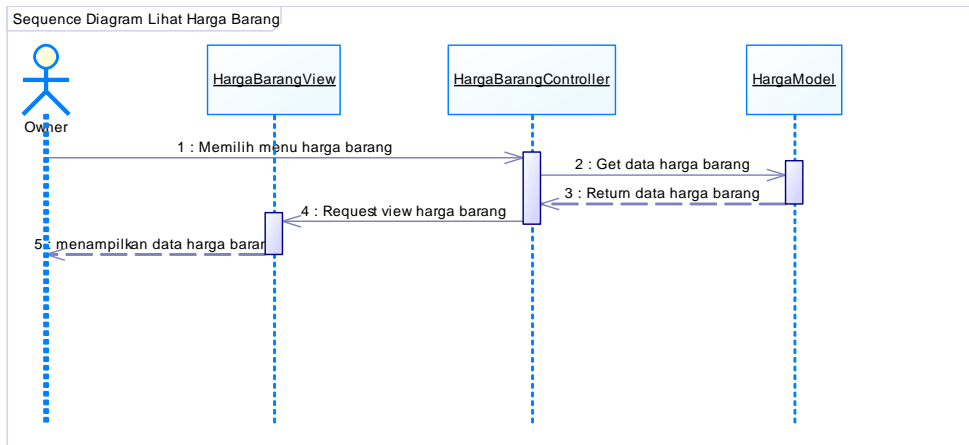 Sequence Diagram Lihat Harga Barang
HargaBarangView
HargaBarangController
HargaModel
Owner
1 : Memilih menu harga barang
2 : Get data harga barang
3 : Return data harga barang
4 : Request view harga barang
5 : menampilkan data harga baran